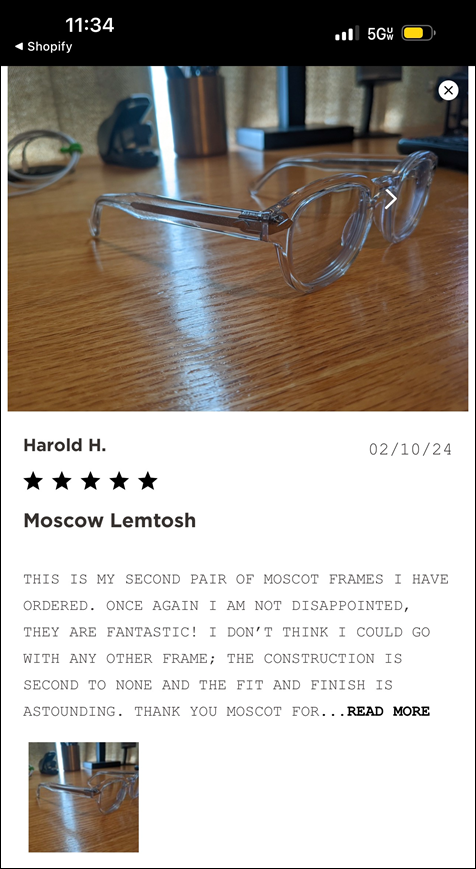 11:34
5GUW
◀ Shopify
Harold H.
02/10/24
★ ★ ★ ★ ★
Moscow Lemtosh
THIS IS MY SECOND PAIR OF MOSCOT FRAMES I HAVE
ORDERED. ONCE AGAIN I AM NOT DISAPPOINTED,
THEY ARE FANTASTIC! I DON’T THINK I COULD GO
WITH ANY OTHER FRAME; THE CONSTRUCTION IS
SECOND TO NONE AND THE FIT AND FINISH IS
ASTOUNDING. THANK YOU MOSCOT FOR...READ MORE